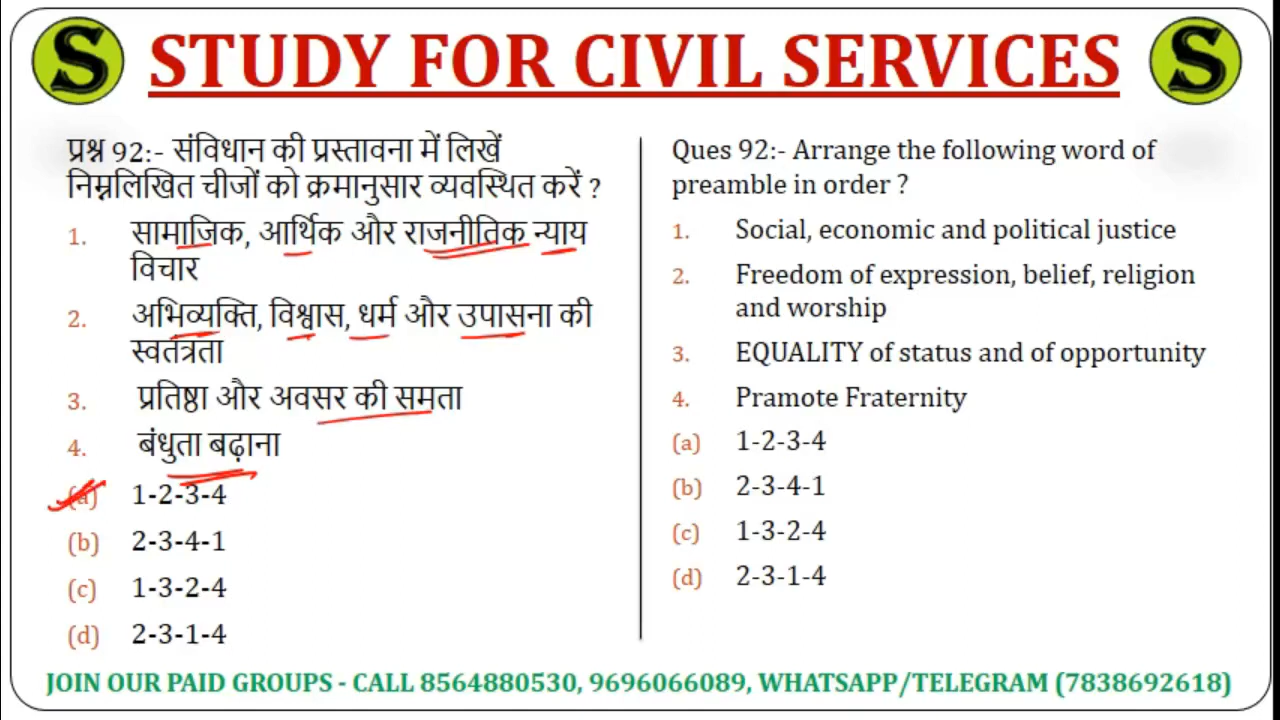 S STUDY FOR CIVIL SERVICES S
प्रश्न 92:- संविधान की प्रस्तावना में लिखें
निम्नलिखित चीजों को क्रमानुसार व्यवस्थित करें ?
1. सामाजिक, आर्थिक और राजनीतिक न्याय
विचार
2. अभिव्यक्ति, विश्वास, धर्म और उपासना की
स्वतंत्रता
3. प्रतिष्ठा और अवसर की समता
4. बंधुता बढ़ाना
(a) 1-2-3-4
(b) 2-3-4-1
(c) 1-3-2-4
(d) 2-3-1-4
Ques 92:- Arrange the following word of
preamble in order ?
1. Social, economic and political justice
2. Freedom of expression, belief, religion
and worship
3. EQUALITY of status and of opportunity
4. Pramote Fraternity
(a) 1-2-3-4
(b) 2-3-4-1
(c) 1-3-2-4
(d) 2-3-1-4
JOIN OUR PAID GROUPS - CALL 8564880530, 9696066089, WHATSAPP/TELEGRAM (7838692618)